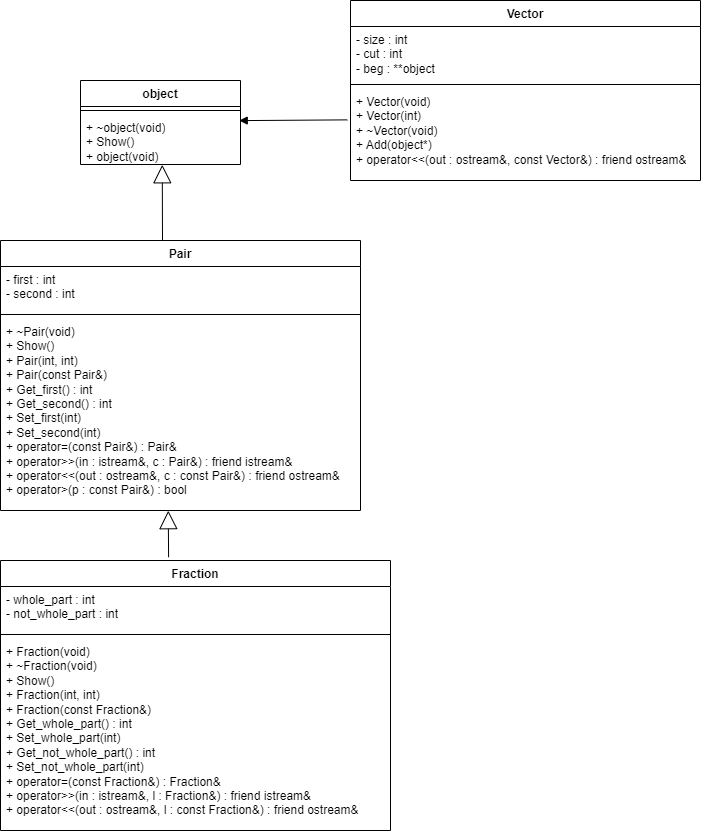 Vector
- size : int
- cut : int
- beg : **object
+ Vector(void)
+ Vector(int)
+ ~Vector(void)
+ Add(object*)
+ operator<<(out : ostream&, const Vector&) : friend ostream&
object
+ ~object(void)
+ Show()
+ object(void)
Pair
- first : int
- second : int
+ ~Pair(void)
+ Show()
+ Pair(int, int)
+ Pair(const Pair&)
+ Get_first() : int
+ Get_second() : int
+ Set_first(int)
+ Set_second(int)
+ operator=(const Pair&) : Pair&
+ operator>>(in : istream&, c : Pair&) : friend istream&
+ operator<<(out : ostream&, c : const Pair&) : friend ostream&
+ operator>(p : const Pair&) : bool
Fraction
- whole_part : int
- not_whole_part : int
+ Fraction(void)
+ ~Fraction(void)
+ Show()
+ Fraction(int, int)
+ Fraction(const Fraction&)
+ Get_whole_part() : int
+ Set_whole_part(int)
+ Get_not_whole_part() : int
+ Set_not_whole_part(int)
+ operator=(const Fraction&) : Fraction&
+ operator>>(in : istream&, l : Fraction&) : friend istream&
+ operator<<(out : ostream&, l : const Fraction&) : friend ostream&